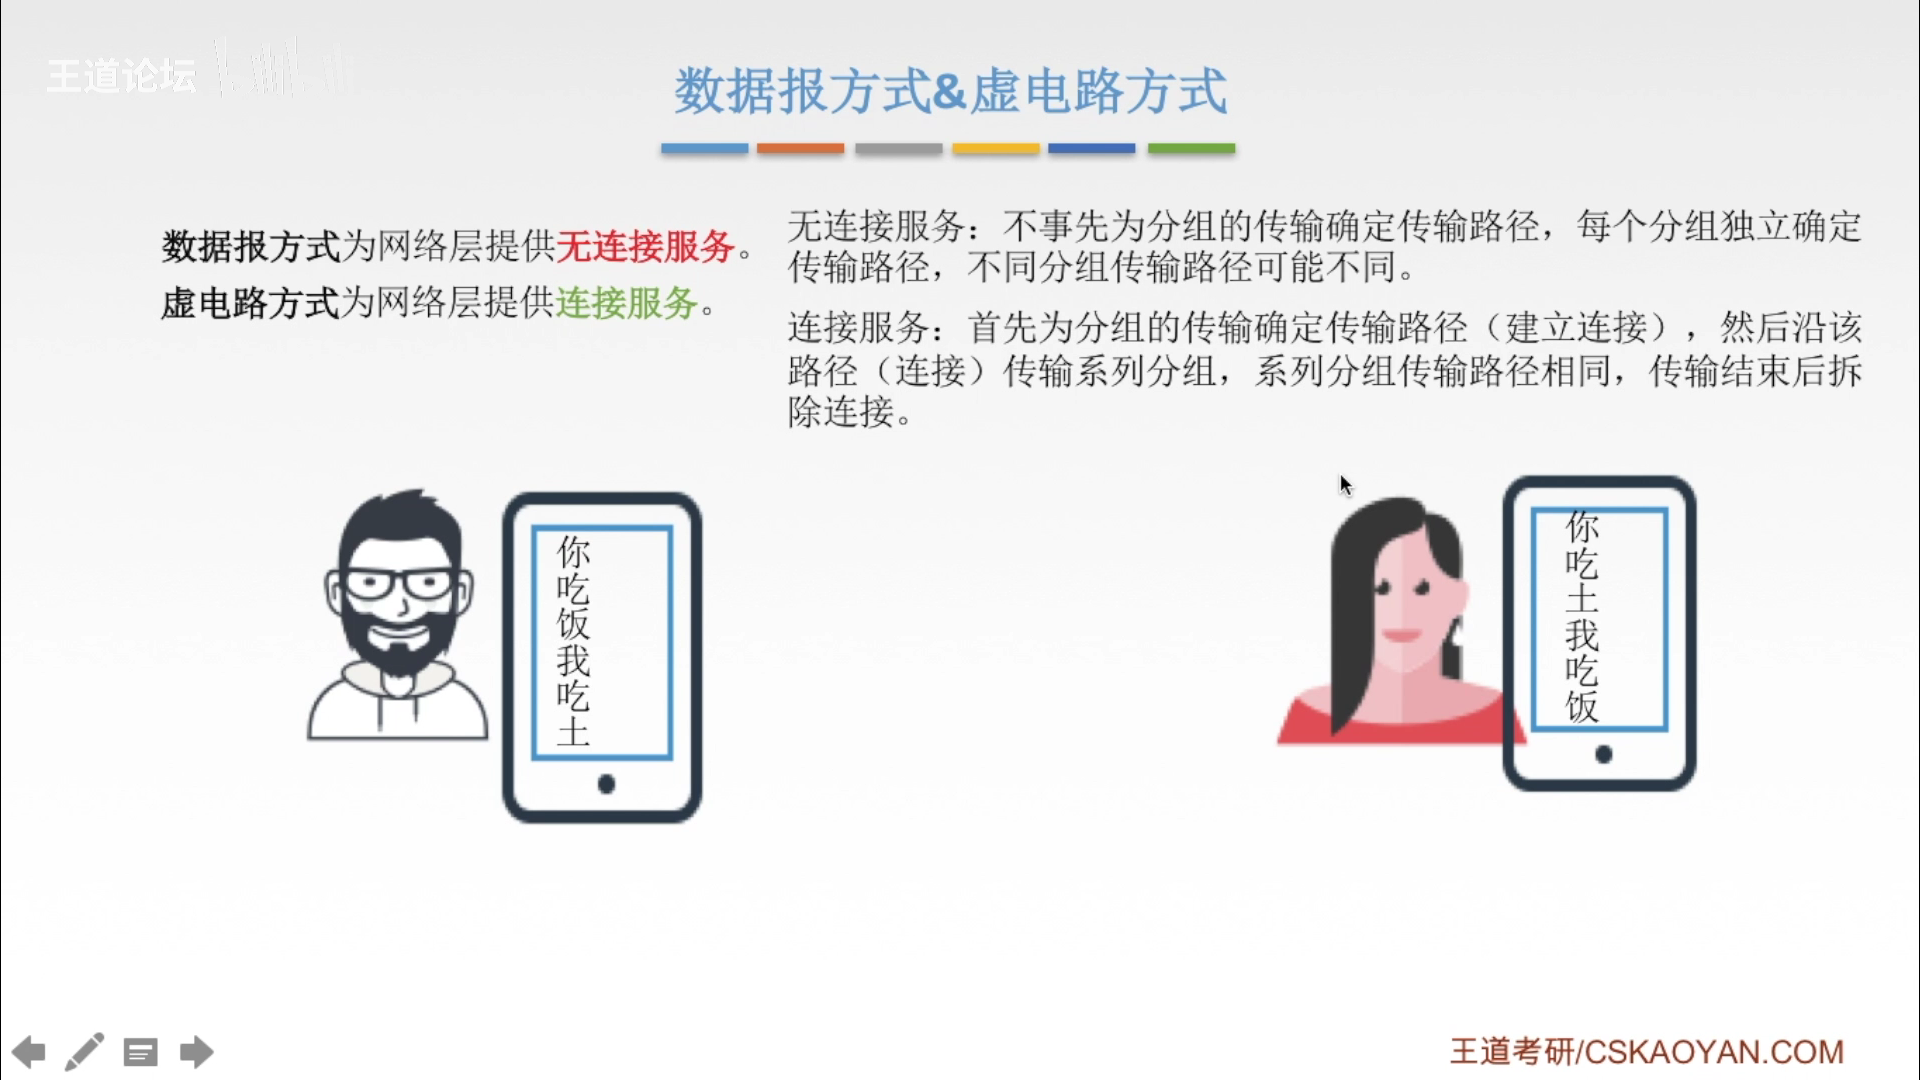 王道论坛
数据报方式&虚电路方式
数据报方式为网络层提供无连接服务。
虚电路方式为网络层提供连接服务。
无连接服务：不事先为分组的传输确定传输路径，每个分组独立确定
传输路径，不同分组传输路径可能不同。
连接服务：首先为分组的传输确定传输路径（建立连接），然后沿该
路径（连接）传输系列分组，系列分组传输路径相同，传输结束后拆
除连接。
你吃饭我吃土
你吃土我吃饭
王道考研/CSKAOYAN.COM